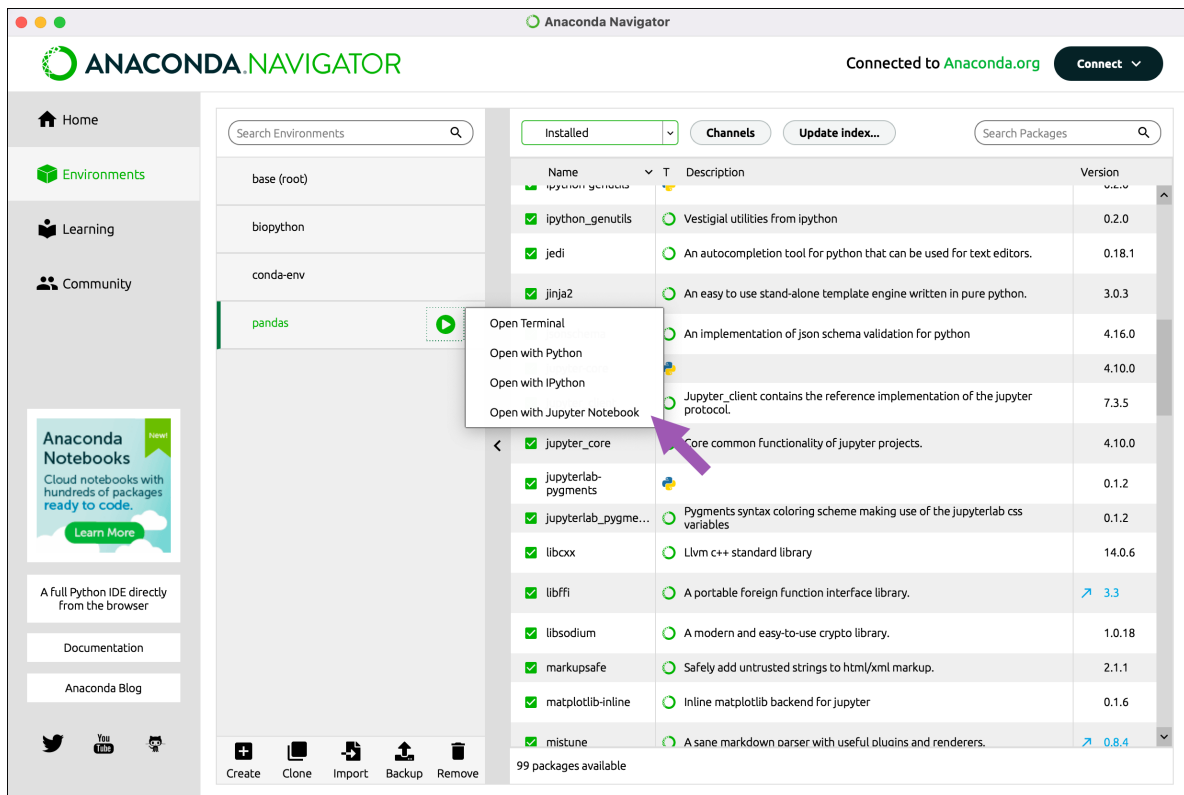 Anaconda Navigator
ANACONDA.NAVIGATOR
Connected to Anaconda.org
Connect
Home
Environments
Learning
Community
Anaconda
Notebooks
New!
Cloud notebooks with
hundreds of packages
ready to code.
Learn More
A full Python IDE directly
from the browser
Documentation
Anaconda Blog
You
Tube
Search Environments
base (root)
biopython
conda-env
pandas
Open Terminal
Open with Python
Open with IPython
Open with Jupyter Notebook
Create
Clone
Import
Backup
Remove
Installed
Channels
Update index...
Search Packages
Name T Description Version
ipython genutils 0.2.0
ipython_genutils Vestigial utilities from ipython 0.2.0
jedi An autocompletion tool for python that can be used for text editors. 0.18.1
jinja2 An easy to use stand-alone template engine written in pure python. 3.0.3
An implementation of json schema validation for python 4.16.0
4.10.0
Jupyter_client contains the reference implementation of the jupyter
protocol. 7.3.5
jupyter_core Core common functionality of jupyter projects. 4.10.0
jupyterlab-
pygments 0.1.2
jupyterlab_pygme... Pygments syntax coloring scheme making use of the jupyterlab css
variables 0.1.2
libcxx Llvm c++ standard library 14.0.6
libffi A portable foreign function interface library. 3.3
libsodium A modern and easy-to-use crypto library. 1.0.18
markupsafe Safely add untrusted strings to html/xml markup. 2.1.1
matplotlib-inline Inline matplotlib backend for jupyter 0.1.6
mistune A sane markdown parser with useful plugins and renderers. 0.8.4
99 packages available